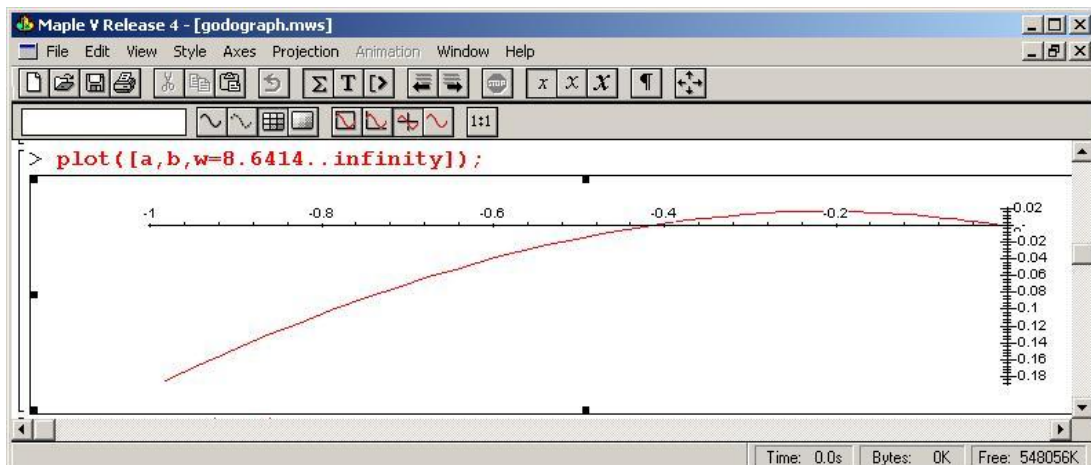 Maple V Release 4 - [godograph.mws]
File Edit View Style Axes Projection Animation Window Help
Σ T [> STOP x x x ¶
1:1
> plot([a,b,w=8.6414..infinity]);
-1 -0.8 -0.6 -0.4 -0.2
0.02
-0.02
-0.04
-0.06
-0.08
-0.1
-0.12
-0.14
-0.16
-0.18
Time: 0.0s Bytes: 0K Free: 548056K